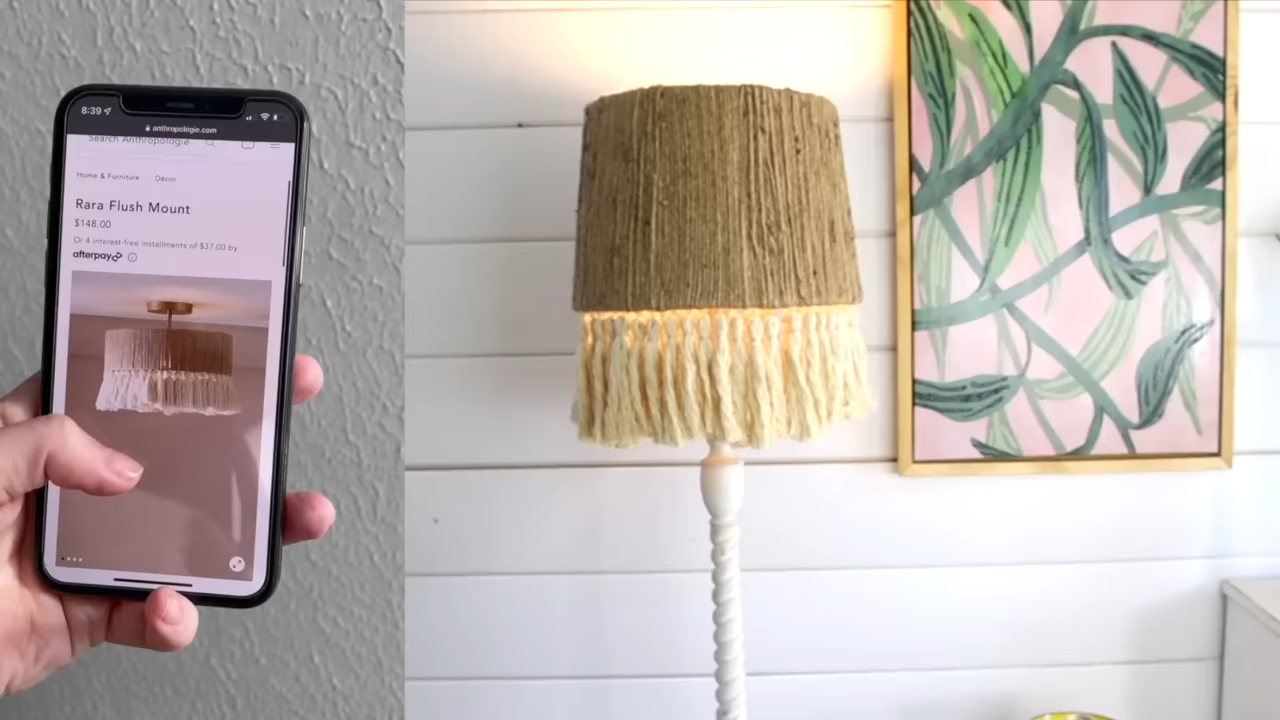 8:39
anthropologie.com
Search Anthropologie
Home & Furniture Décor
Rara Flush Mount
$148.00
Or 4 interest-free installments of $37.00 by
afterpay